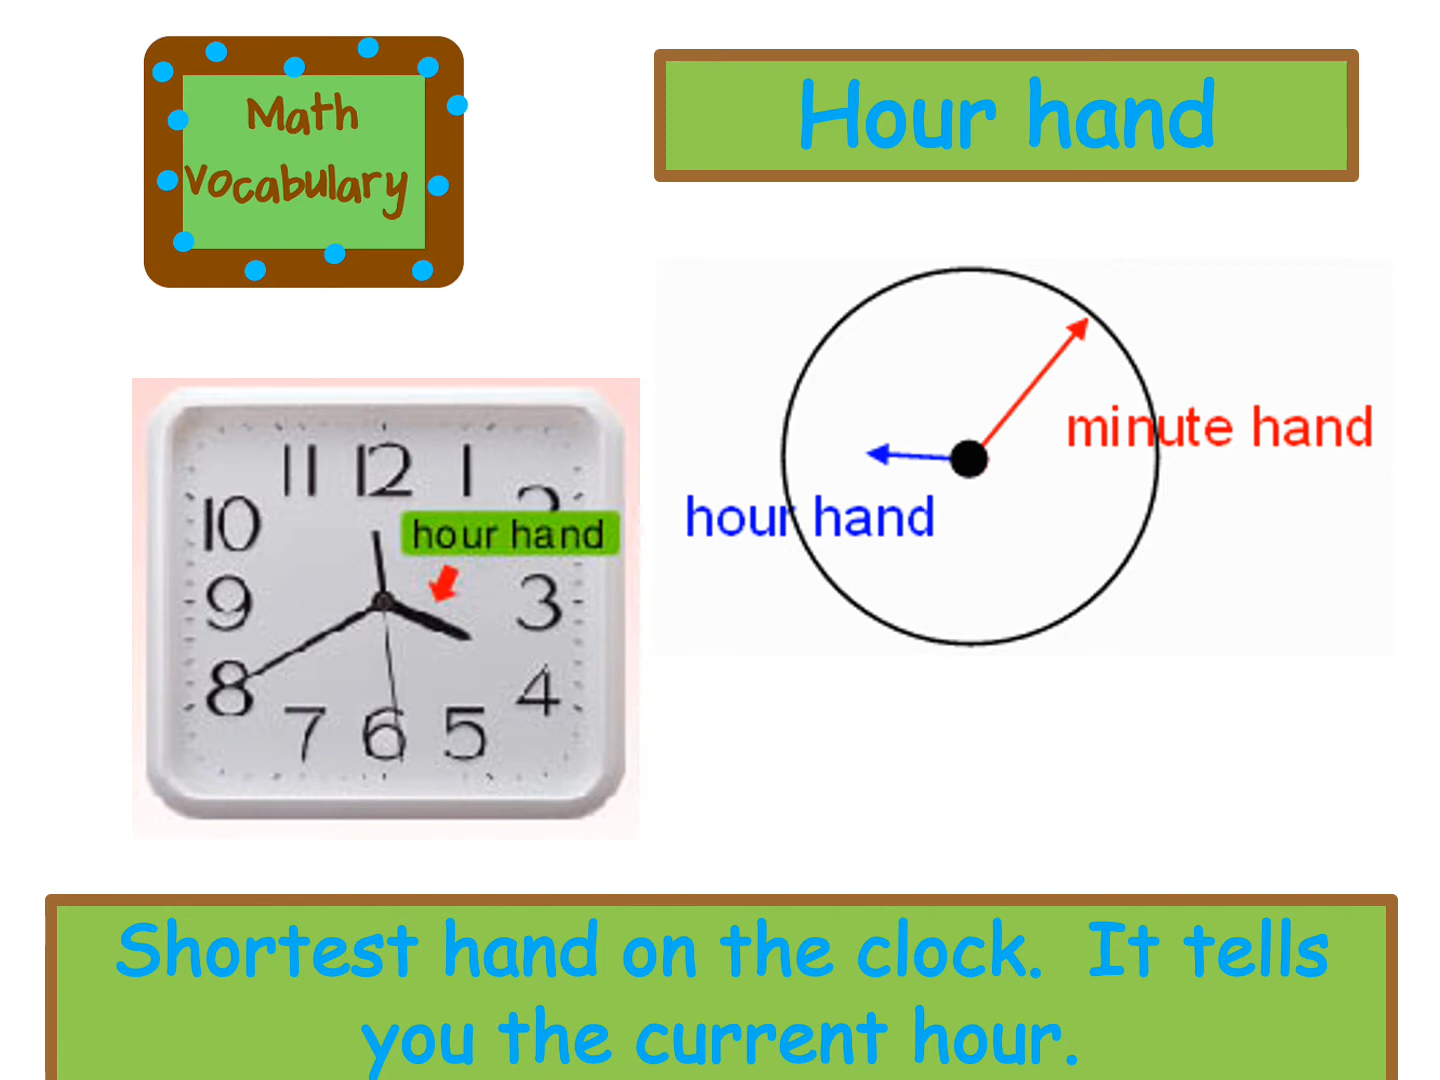 Math
Vocabulary
Hour hand
11 12 1
10 2
hour hand
9 3
8 4
7 6 5
minute hand
hour hand
Shortest hand on the clock.  It tells
you the current hour.